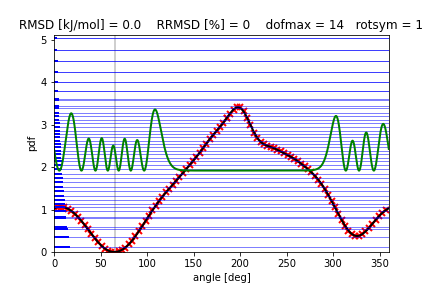 RMSD [kJ/mol] = 0.0    RRMSD [%] = 0    dofmax = 14   rotsym = 1
5
4
3
2
1
0
pdf
0 50 100 150 200 250 300 350
angle [deg]